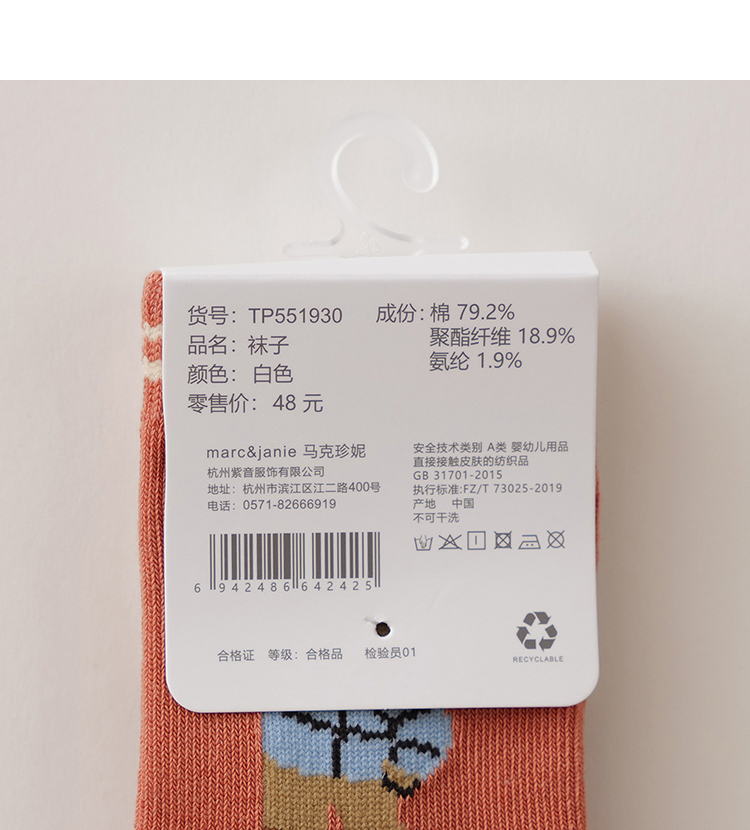 货号：TP551930
品名：袜子
颜色：白色
零售价：48 元
成份：棉 79.2%
聚酯纤维 18.9%
氨纶 1.9%
marc&janie 马克珍妮
杭州紫音服饰有限公司
地址：杭州市滨江区江二路400号
电话：0571-82666919
安全技术类别 A类 婴幼儿用品
直接接触皮肤的纺织品
GB 31701-2015
执行标准:FZ/T 73025-2019
产地 中国
不可干洗
6 942486 642425
合格证 等级：合格品 检验员01
RECYCLABLE